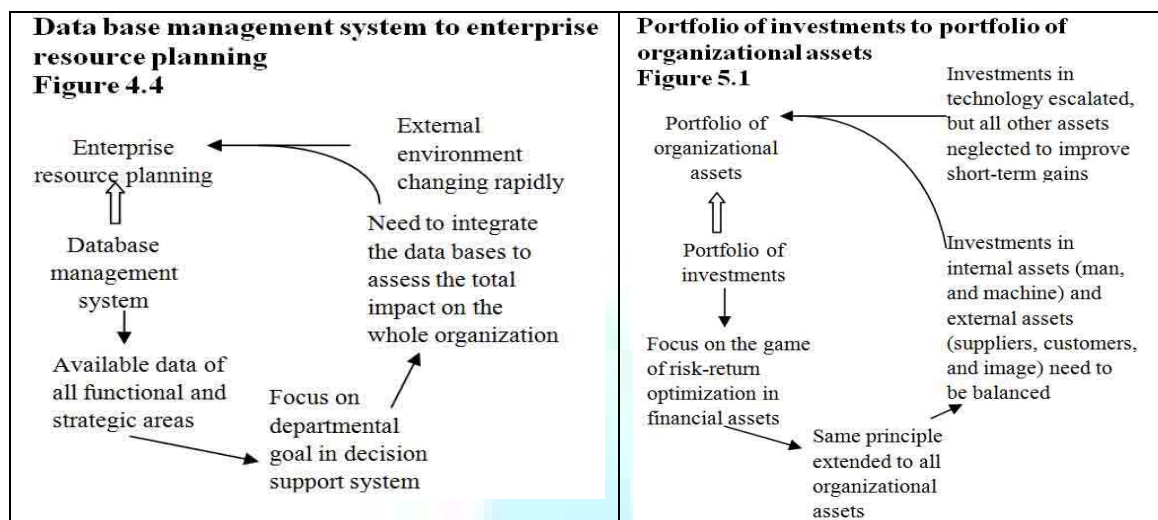 Data base management system to enterprise
resource planning
Figure 4.4
External
environment
changing rapidly
Enterprise
resource planning
Need to integrate
the data bases to
assess the total
impact on the
whole organization
Database
management
system
Available data of
all functional and
strategic areas
Focus on
departmental
goal in decision
support system
Portfolio of investments to portfolio of
organizational assets
Figure 5.1
Investments in
technology escalated,
but all other assets
neglected to improve
short-term gains
Portfolio of
organizational
assets
Portfolio of
investments
Investments in
internal assets (man,
and machine) and
external assets
(suppliers, customers,
and image) need to
be balanced
Focus on the game
of risk-return
optimization in
financial assets
Same principle
extended to all
organizational
assets